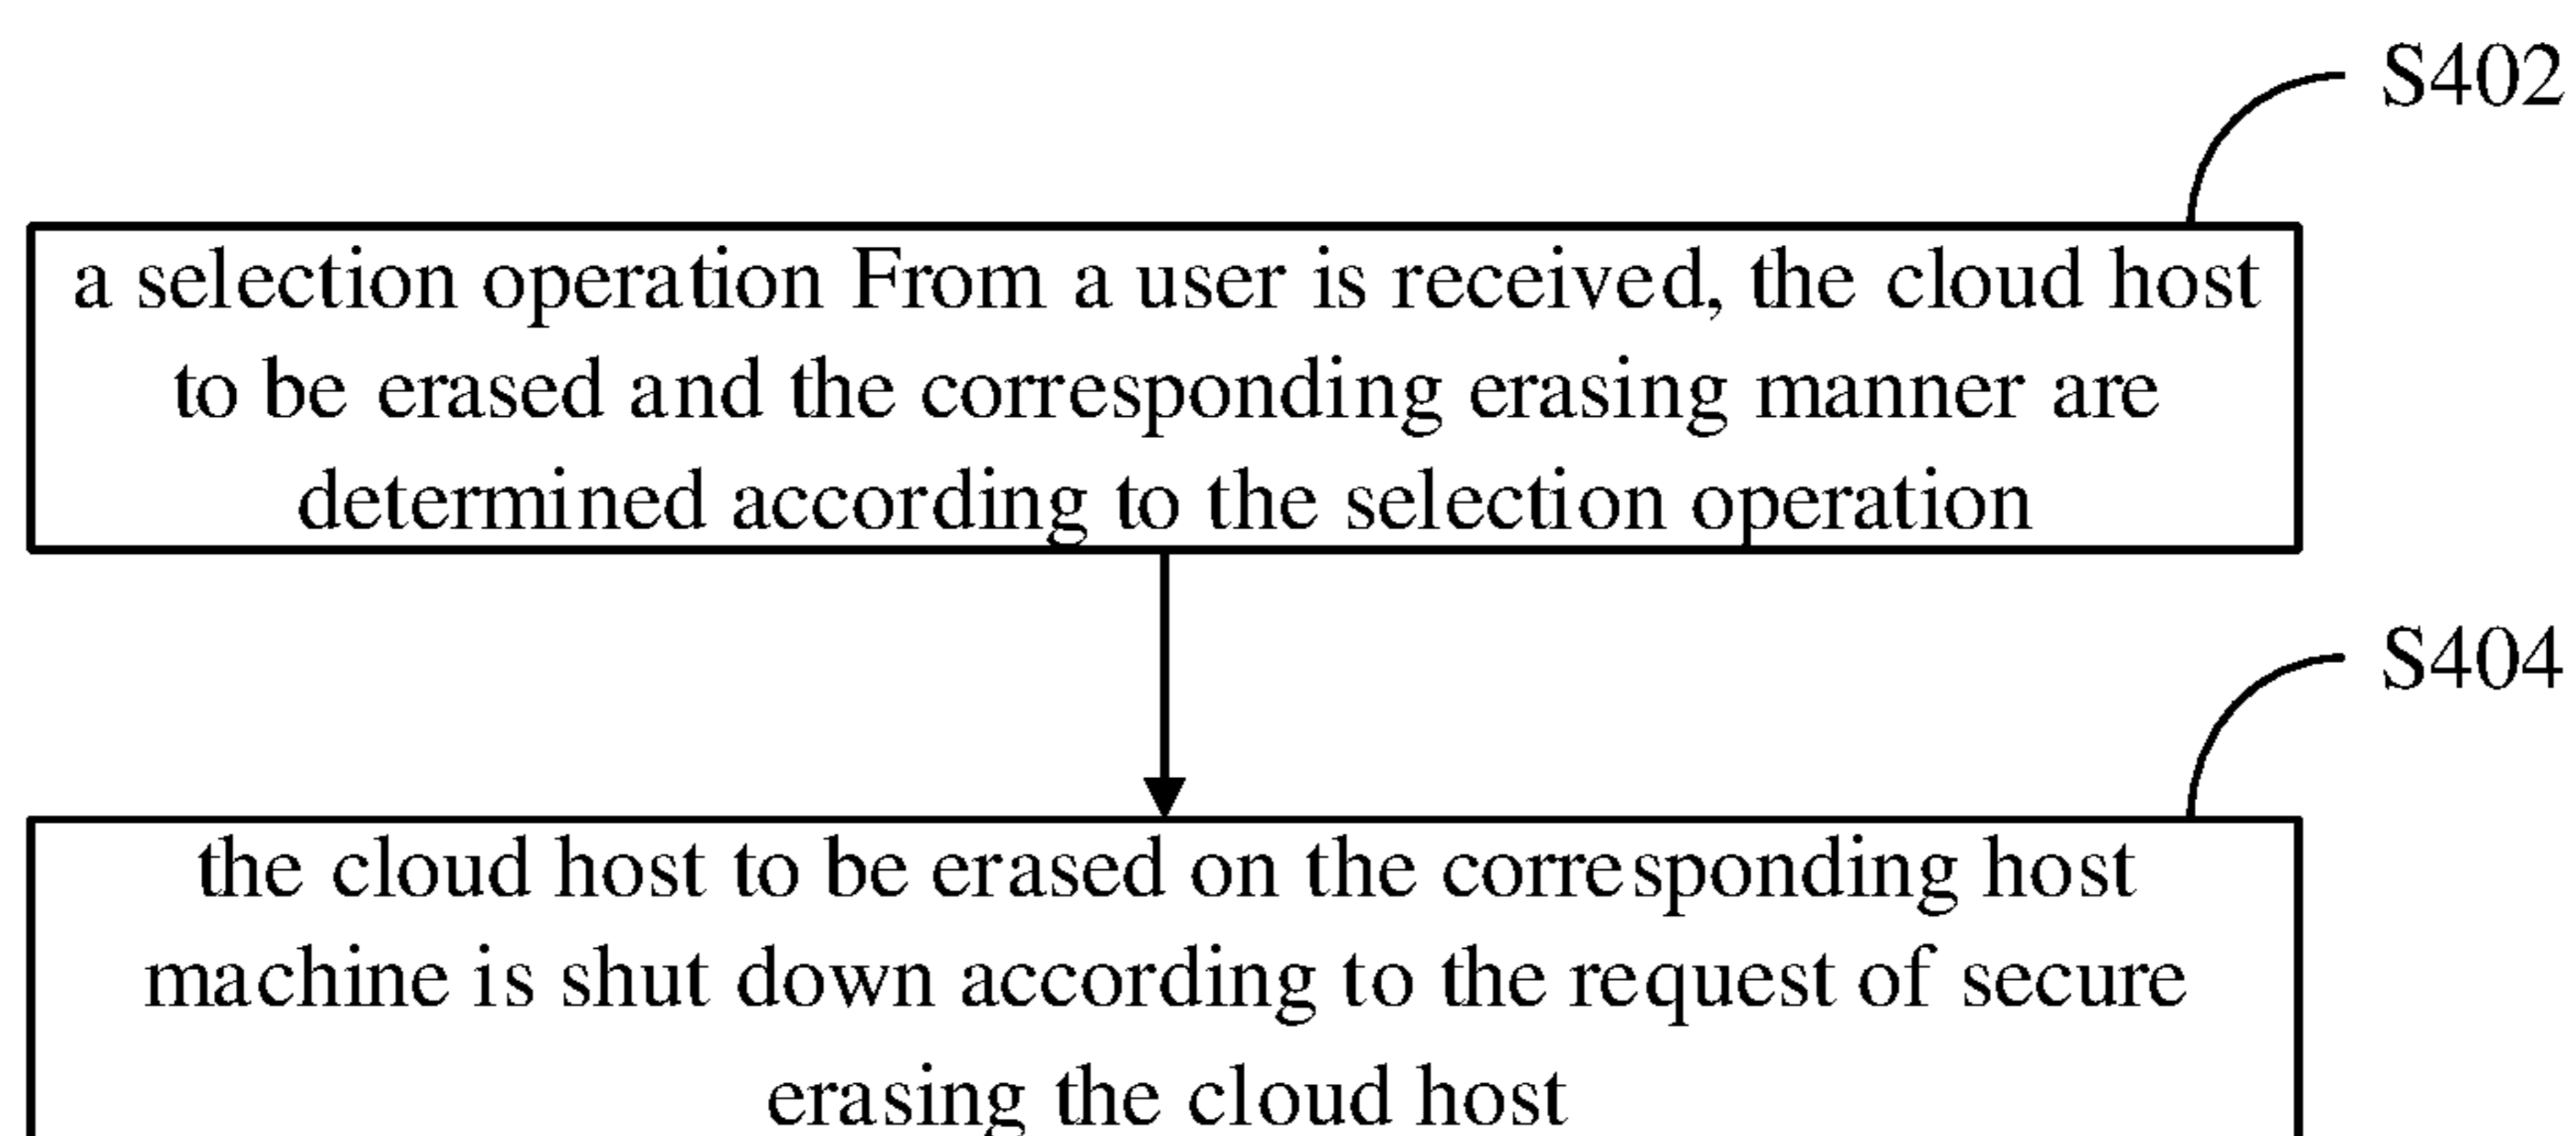 S402
a selection operation From a user is received, the cloud host
to be erased and the corresponding erasing manner are
determined according to the selection operation
S404
the cloud host to be erased on the corresponding host
machine is shut down according to the request of secure
erasing the cloud host